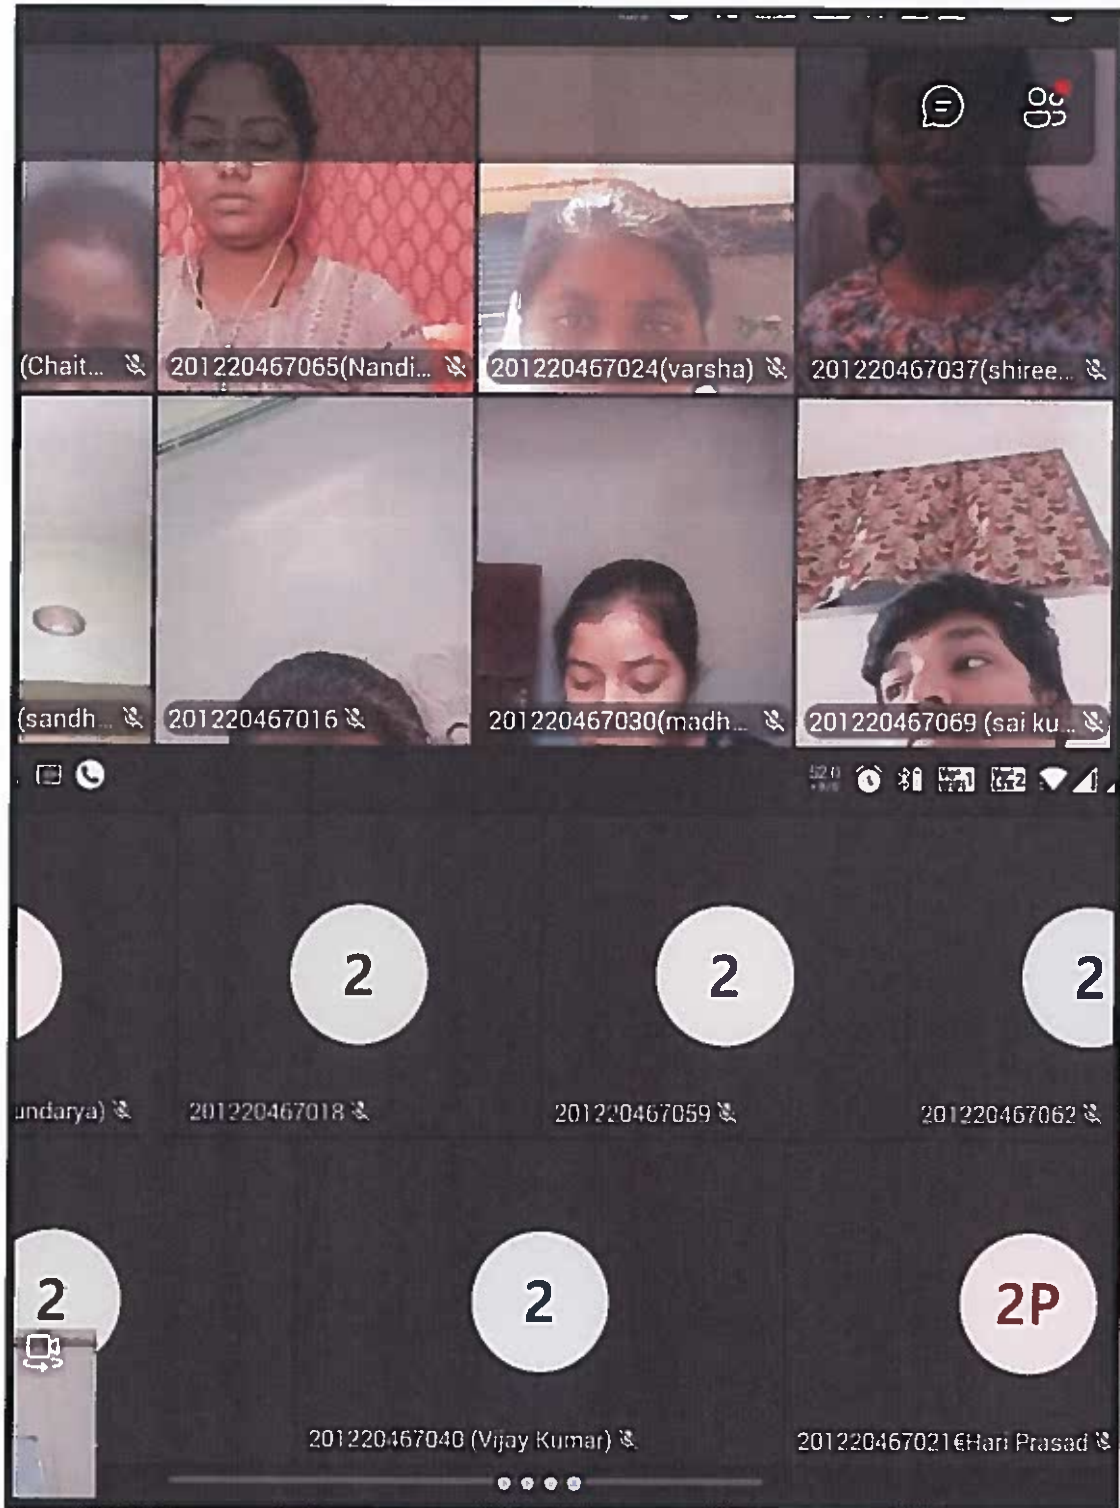 (Chait... 201220467065(Nandi... 201220467024(varsha) 201220467037(shiree...
(sandh... 201220467016 201220467030(madh... 201220467069 (sai ku...
2 2 2
undarya) 201220467018 201220467059 201220467062
2 2 2P
201220467040 (Vijay Kumar) 201220467021€Hari Prasad